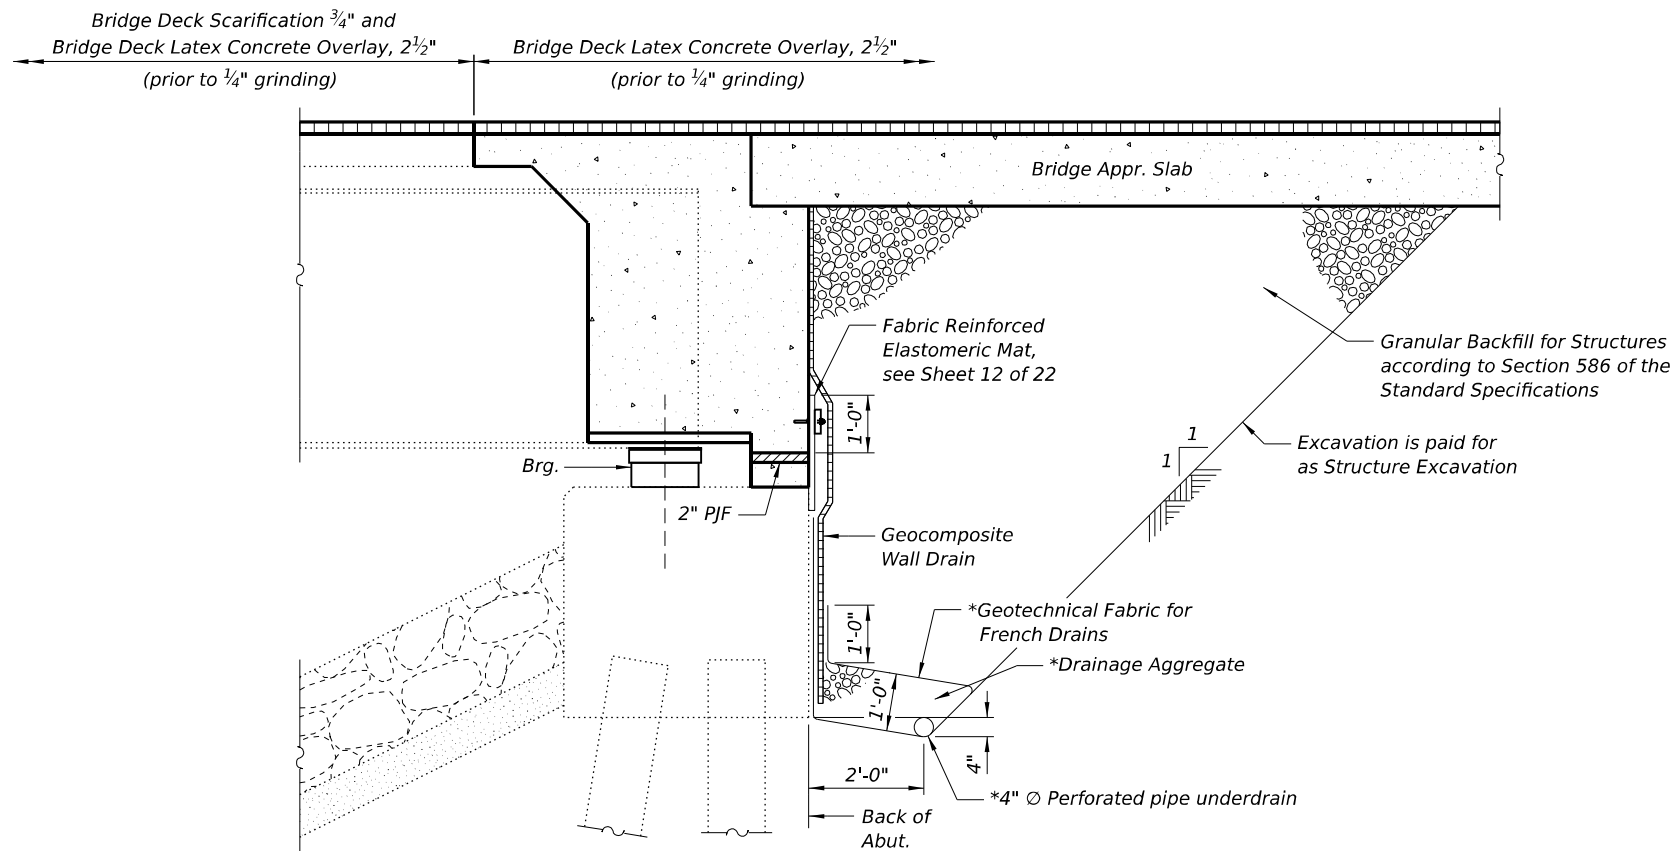 Bridge Deck Scarification ¾" and
Bridge Deck Latex Concrete Overlay, 2½"
(prior to ¼" grinding)
Bridge Deck Latex Concrete Overlay, 2½"
(prior to ¼" grinding)
Bridge Appr. Slab
Fabric Reinforced
Elastomeric Mat,
see Sheet 12 of 22
Granular Backfill for Structures
according to Section 586 of the
Standard Specifications
1'-0"
1
1
Excavation is paid for
as Structure Excavation
Brg.
2" PJF
Geocomposite
Wall Drain
1'-0"
*Geotechnical Fabric for
French Drains
*Drainage Aggregate
1'-0"
4"
2'-0"
*4" ∅ Perforated pipe underdrain
Back of
Abut.